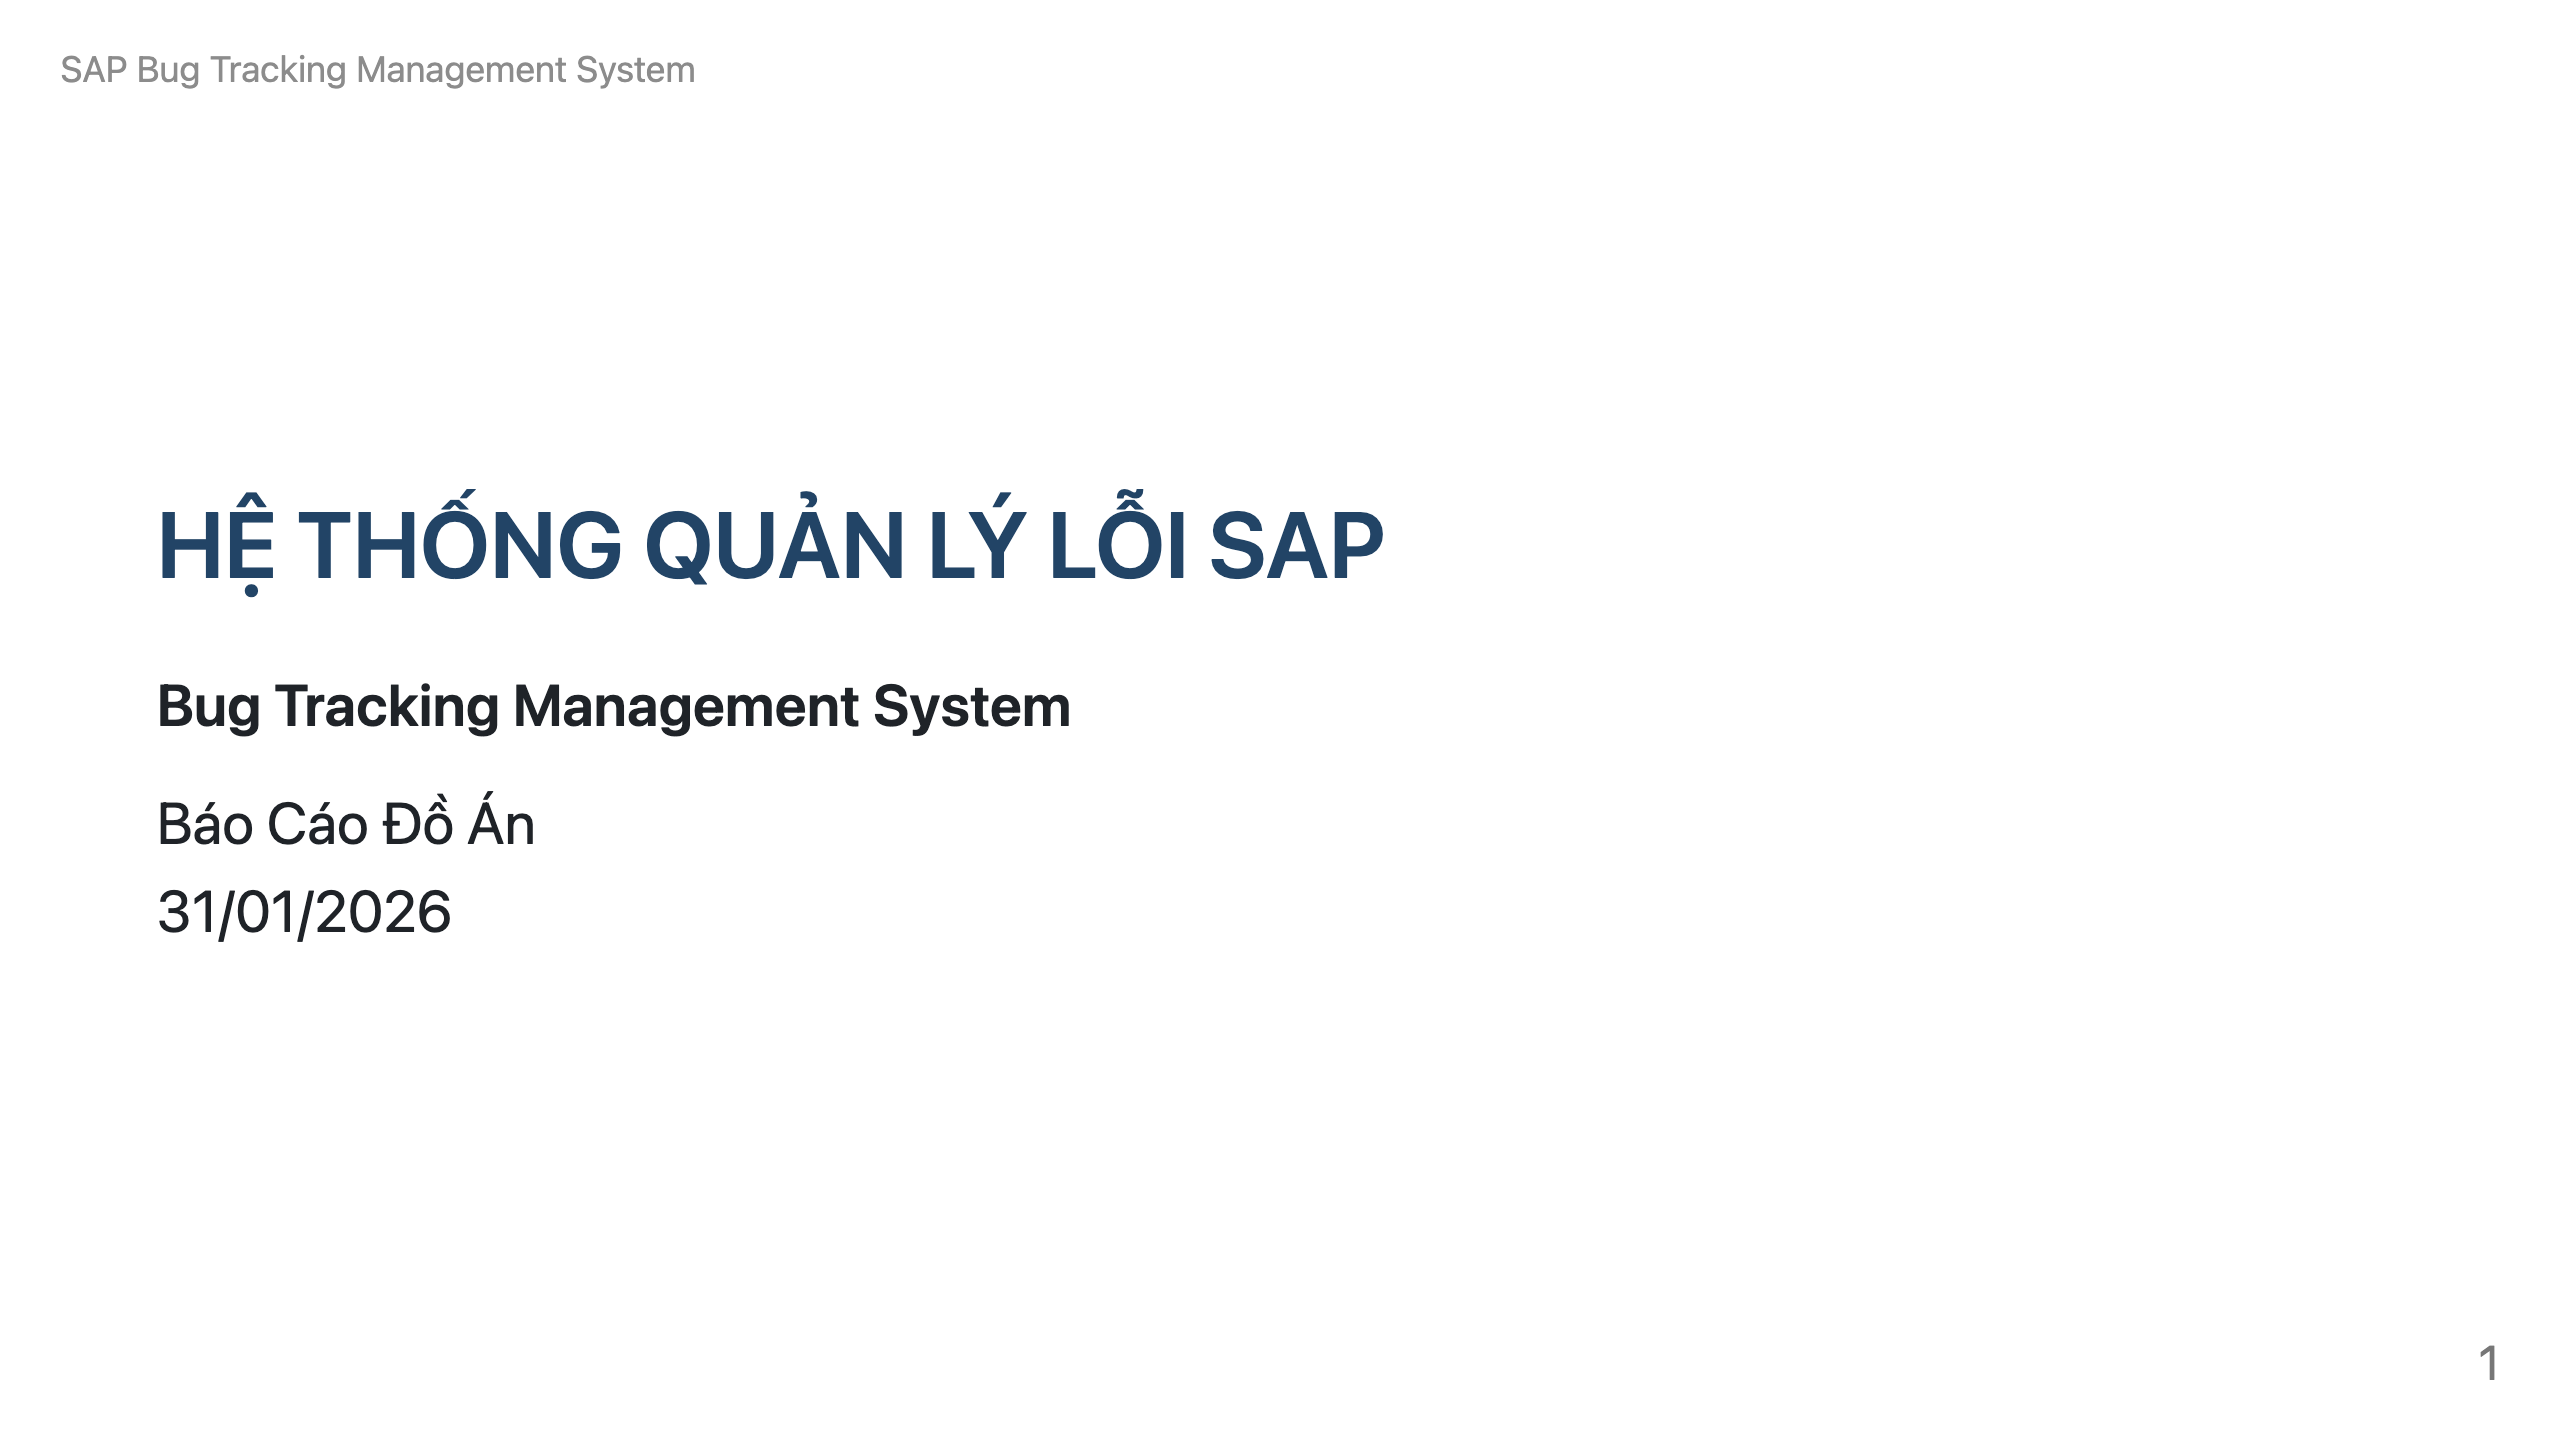 SAP Bug Tracking Management System
HỆ THỐNG QUẢN LÝ LỖI SAP
Bug Tracking Management System
Báo Cáo Đồ Án
31/01/2026
1